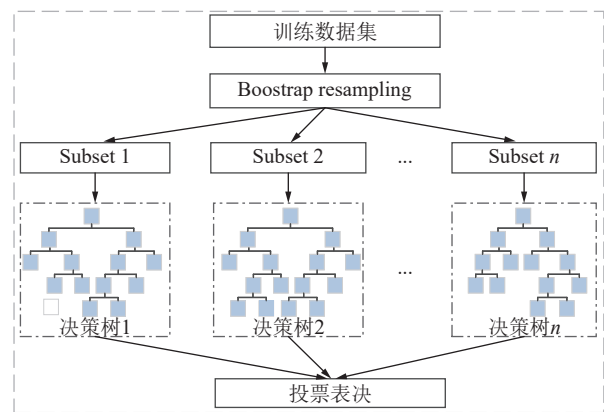 训练数据集
Boostrap resampling
Subset 1
Subset 2
...
Subset n
...
决策树1
决策树2
决策树n
投票表决